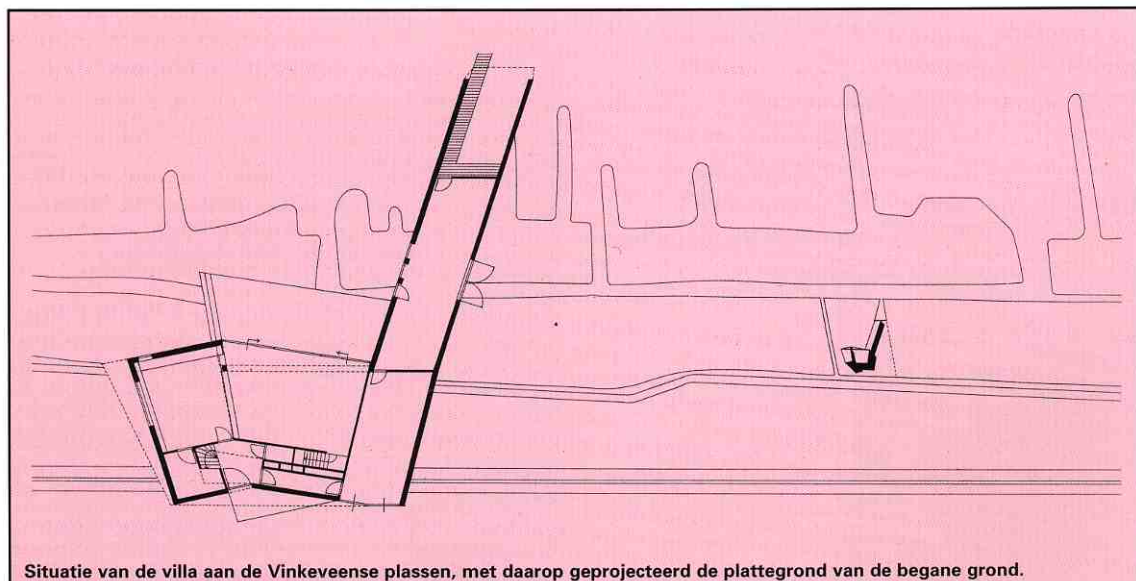 Situatie van de villa aan de Vinkeveense plassen, met daarop geprojecteerd de plattegrond van de begane grond.